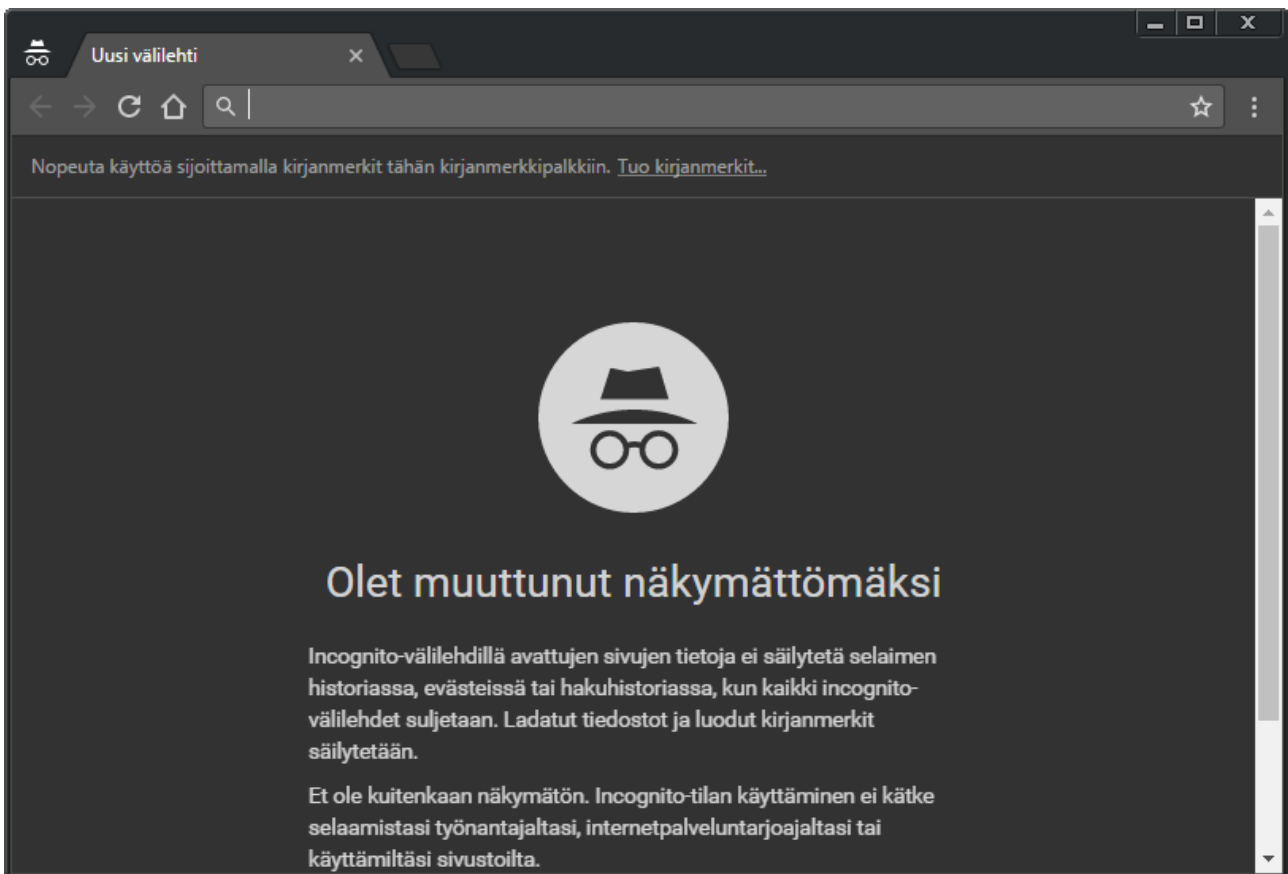 Uusi välilehti
Nopeuta käyttöä sijoittamalla kirjanmerkit tähän kirjanmerkkipalkkiin. Tuo kirjanmerkit...
Olet muuttunut näkymättömäksi
Incognito-välilehdillä avattujen sivujen tietoja ei säilytetä selaimen
historiassa, evästeissä tai hakuhistoriassa, kun kaikki incognito-
välilehdet suljetaan. Ladatut tiedostot ja luodut kirjanmerkit
säilytetään.
Et ole kuitenkaan näkymätön. Incognito-tilan käyttäminen ei kätke
selaamistasi työnantajaltasi, internetpalveluntarjoajaltasi tai
käyttämiltäsi sivustoilta.